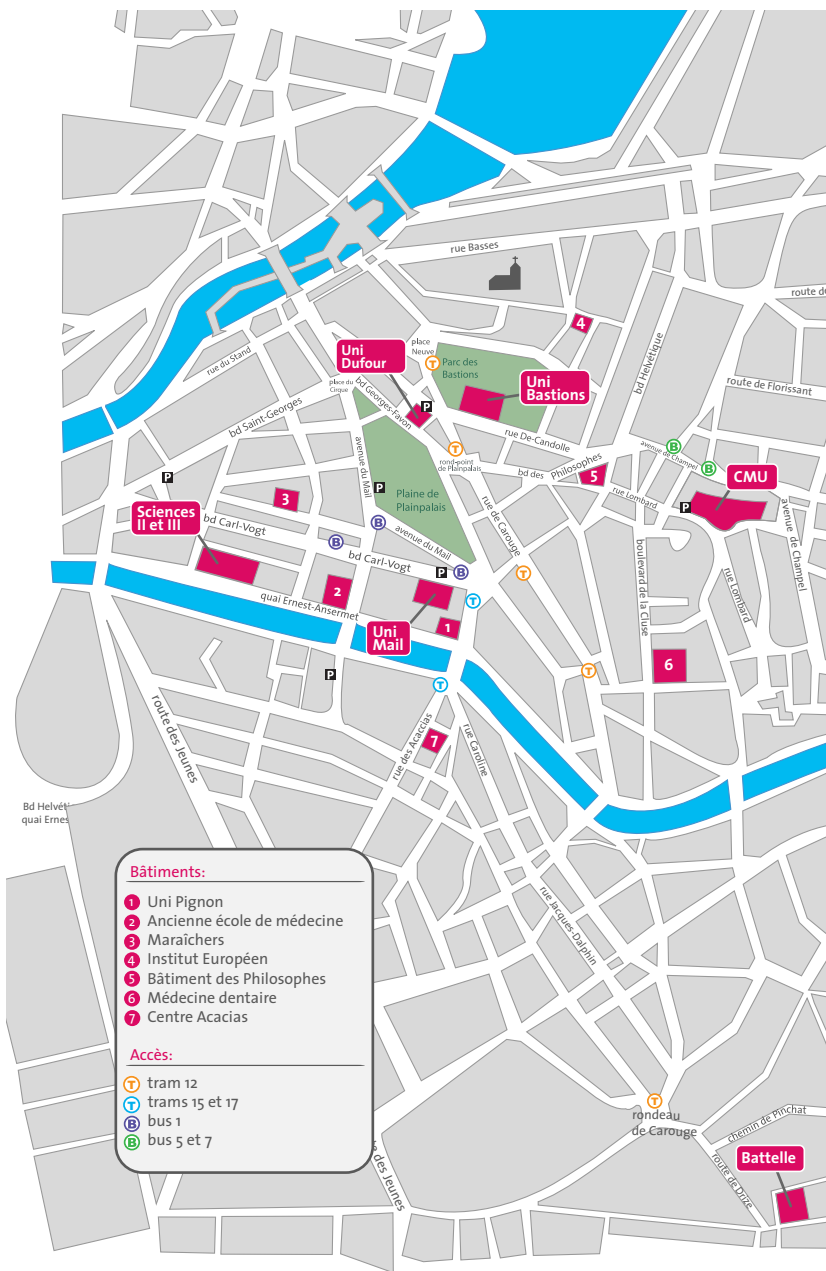 rue Basses
route de
4
bd Helvétique
place
Neuve
T
Parc des
Bastions
Uni
Dufour
rue du Stand
place du
Cirque
bd Georges-Favon
P
Uni
Bastions
route de Florissant
bd Saint-Georges
rue De-Candolle
T
rond-point
de Plainpalais
B
avenue de Champel
B
bd des Philosophes
5
CMU
P
avenue du Mail
P
Plaine de
Plainpalais
rue Lombard
P
3
Sciences
II et III
bd Carl-Vogt
B
avenue du Mail
rue de Carouge
avenue de Champel
B
bd Carl-Vogt
P
B
T
boulevard de la Cluse
rue Lombard
2
quai Ernest-Ansermet
T
Uni
Mail
1
6
P
T
T
route des Jeunes
rue des Acaccias
7
rue Caroline
Bd Helvéti
quai Ernes
Bâtiments:
1 Uni Pignon
2 Ancienne école de médecine
3 Maraîchers
4 Institut Européen
5 Bâtiment des Philosophes
6 Médecine dentaire
7 Centre Acacias
Accès:
T tram 12
T trams 15 et 17
B bus 1
B bus 5 et 7
rue Jacques-Dalphin
T
rondeau
de Carouge
chemin de Pinchat
route de Drize
Battelle
e des Jeunes